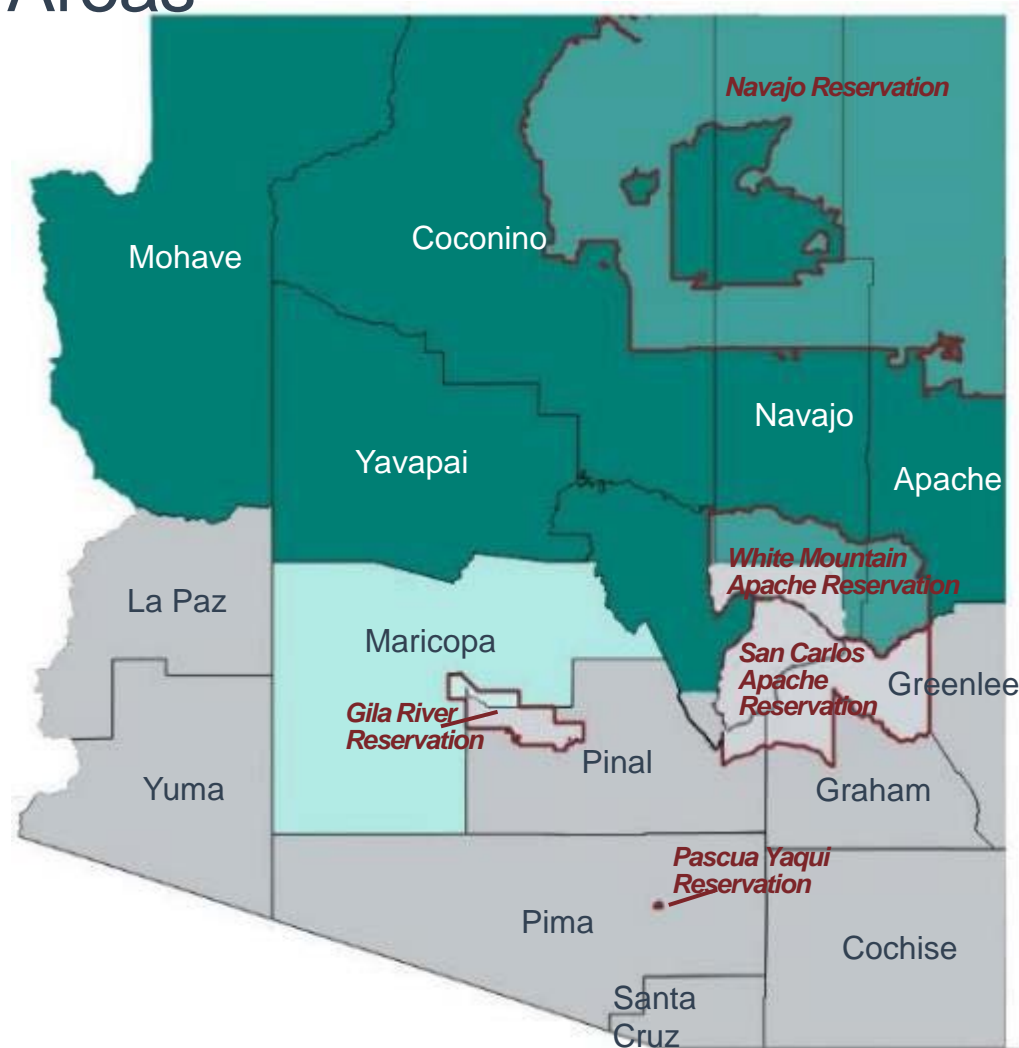 Areas
Navajo Reservation
Coconino
Mohave
Navajo
Yavapai
Apache
White Mountain
Apache Reservation
La Paz
Maricopa
San Carlos
Apache
Reservation
Greenlee
Gila River
Reservation
Pinal
Yuma
Graham
Pascua Yaqui
Reservation
Pima
Cochise
Santa
Cruz